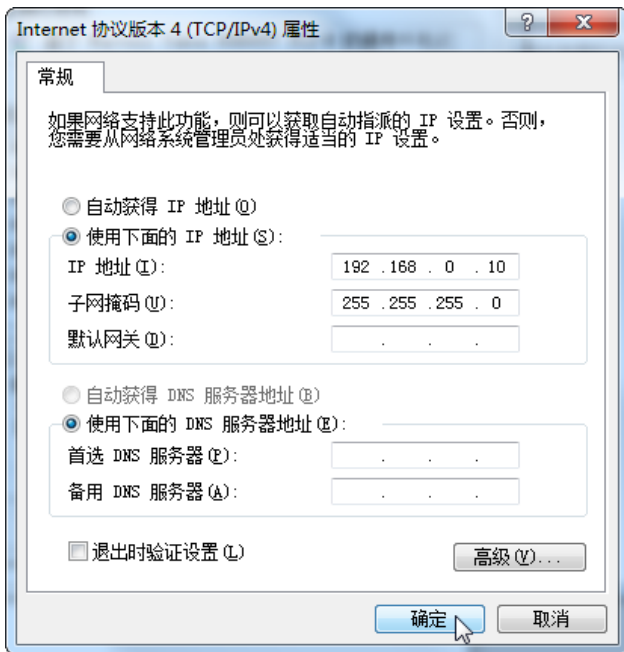 Internet 协议版本 4 (TCP/IPv4) 属性
常规
如果网络支持此功能，则可以获取自动指派的 IP 设置。否则，
您需要从网络系统管理员处获得适当的 IP 设置。
自动获得 IP 地址(O)
使用下面的 IP 地址(S):
IP 地址(I): 192 .168 . 0 . 10
子网掩码(U): 255 .255 .255 . 0
默认网关(D): . . .
自动获得 DNS 服务器地址(B)
使用下面的 DNS 服务器地址(E):
首选 DNS 服务器(P): . . .
备用 DNS 服务器(A): . . .
退出时验证设置(L)
高级(V)...
确定 取消